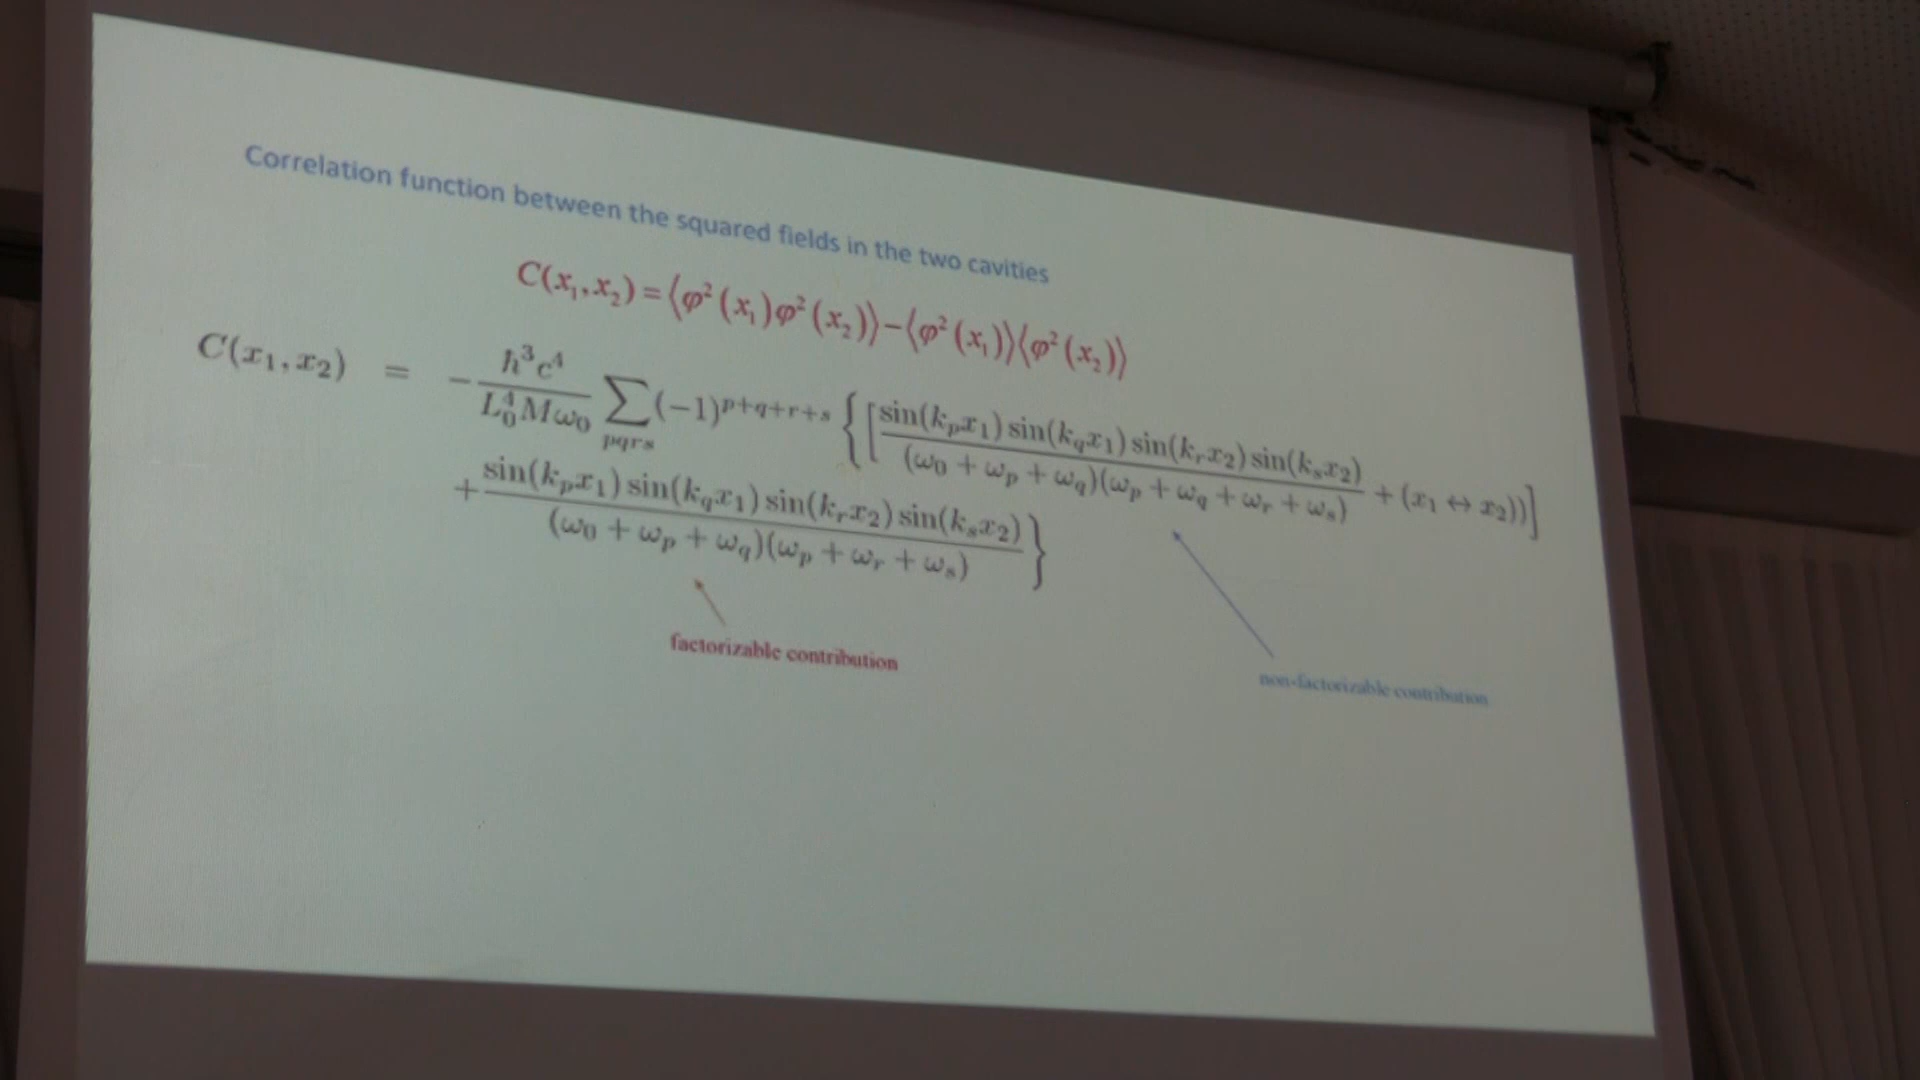 Correlation function between the squared fields in the two cavities
C(x₁,x₂) = ⟨φ²(x₁)φ²(x₂)⟩ − ⟨φ²(x₁)⟩⟨φ²(x₂)⟩
C(x₁, x₂) = −ħ³c⁴/(L₀⁴Mω₀) ∑_{pqrs} (−1)^{p+q+r+s} { [ sin(k_p x₁) sin(k_q x₁) sin(k_r x₂) sin(k_s x₂) / ((ω₀ + ω_p + ω_q)(ω_p + ω_q + ω_r + ω_s)) + (x₁ ↔ x₂)) ]
+ sin(k_p x₁) sin(k_q x₁) sin(k_r x₂) sin(k_s x₂) / ((ω₀ + ω_p + ω_q)(ω_p + ω_r + ω_s)) }
factorizable contribution
non-factorizable contribution